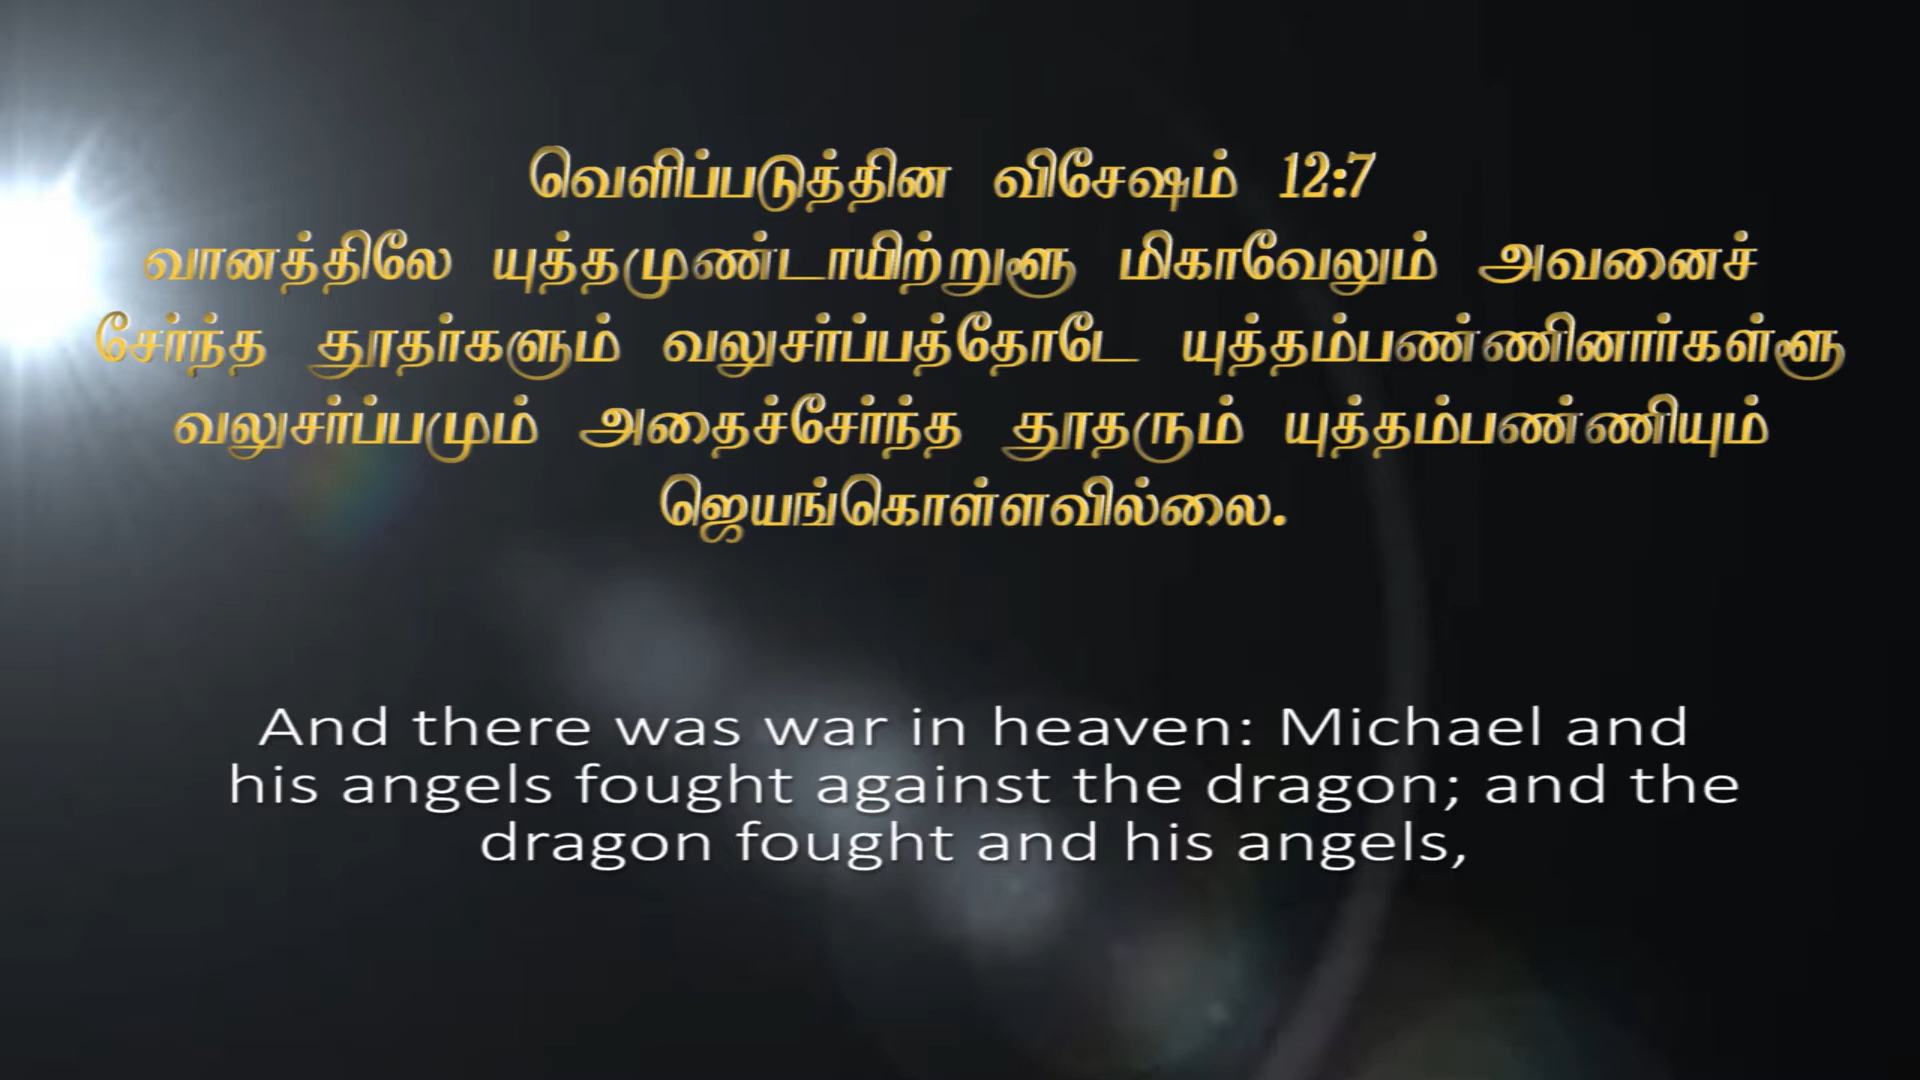 வெளிப்படுத்தின விசேஷம் 12:7
வானத்திலே யுத்தமுண்டாயிற்றுளூ மிகாவேலும் அவனைச்
சேர்ந்த தூதர்களும் வலுசர்ப்பத்தோடே யுத்தம்பண்ணினார்கள்ளூ
வலுசர்ப்பமும் அதைச்சேர்ந்த தூதரும் யுத்தம்பண்ணியும்
ஜெயங்கொள்ளவில்லை.
And there was war in heaven: Michael and
his angels fought against the dragon; and the
dragon fought and his angels,